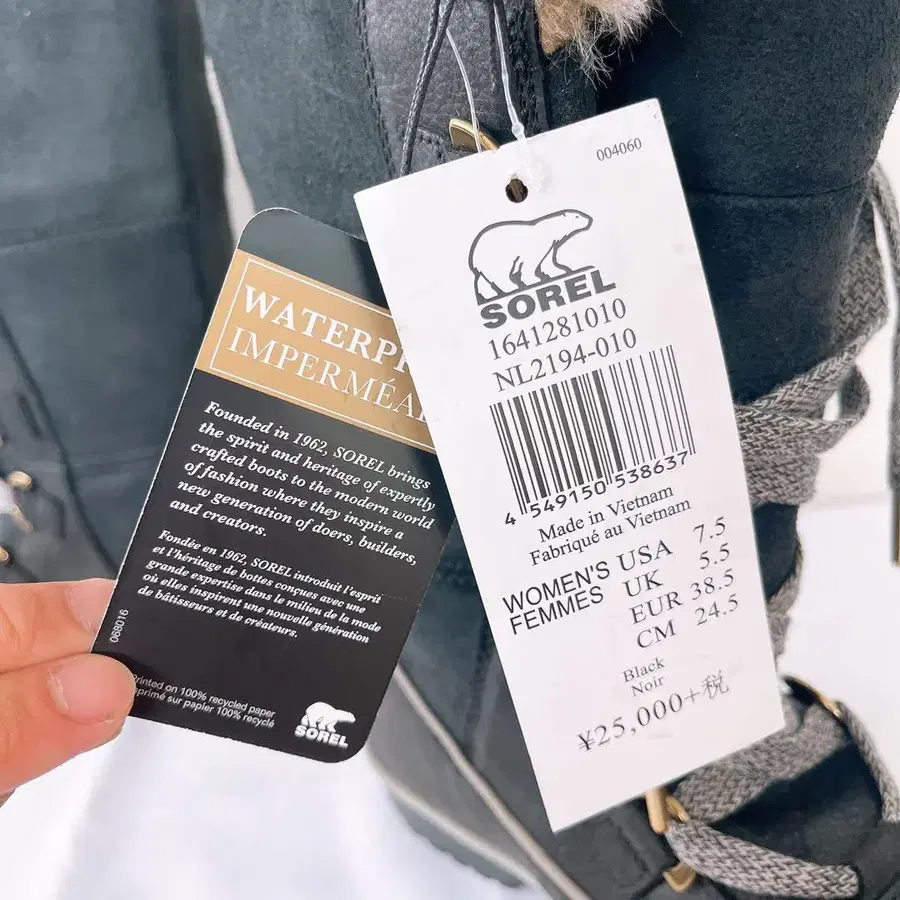 004060
SOREL
1641281010
NL2194-010
4 549150 538637
Made in Vietnam
Fabriqué au Vietnam
WOMEN'S USA 7.5
FEMMES UK 5.5
EUR 38.5
CM 24.5
Black
Noir
¥25,000+税
WATERP
IMPERMÉA
Founded in 1962, SOREL brings
the spirit and heritage of expertly
crafted boots to the modern world
of fashion where they inspire a
new generation of doers, builders,
and creators.
Fondée en 1962, SOREL introduit l'esprit
et l'héritage de bottes conçues avec une
grande expertise dans le milieu de la mode
où elles inspirent une nouvelle génération
de bâtisseurs et de créateurs.
068016
Printed on 100% recycled paper
primé sur papier 100% recyclé
SOREL